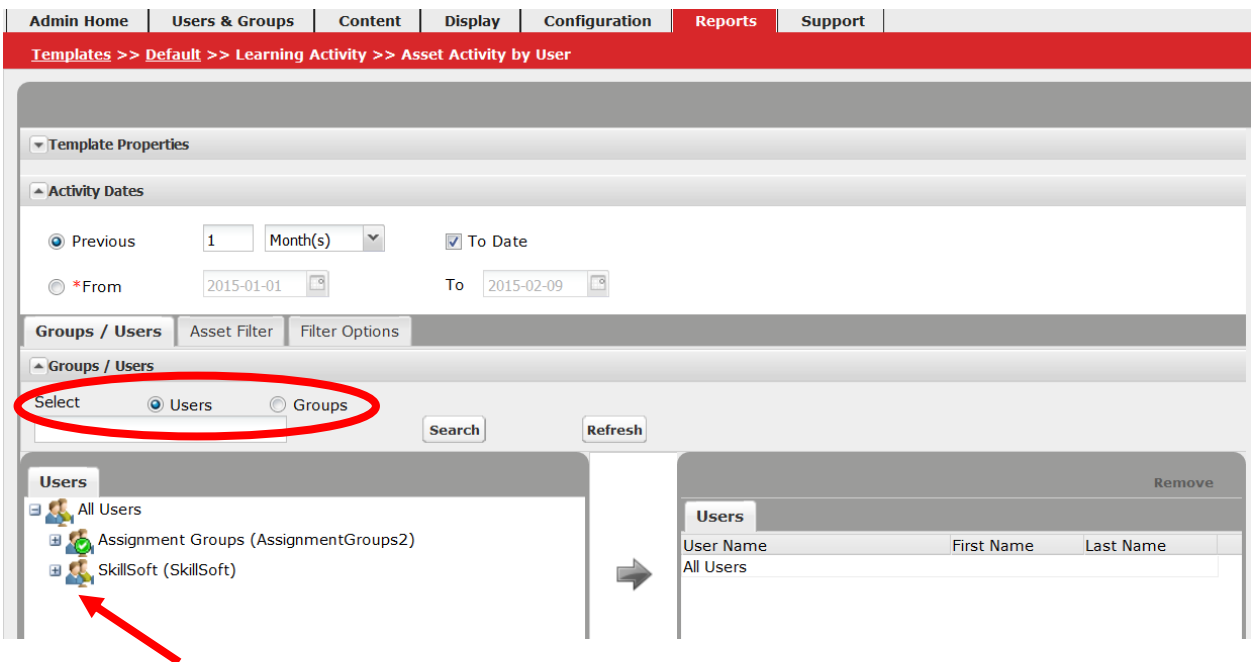 Admin Home Users & Groups Content Display Configuration Reports Support
Templates >> Default >> Learning Activity >> Asset Activity by User
Template Properties
Activity Dates
Previous 1 Month(s) To Date
*From 2015-01-01 To 2015-02-09
Groups / Users Asset Filter Filter Options
Groups / Users
Select Users Groups
Search Refresh
Users
All Users
Assignment Groups (AssignmentGroups2)
SkillSoft (SkillSoft)
Remove
Users
User Name First Name Last Name
All Users